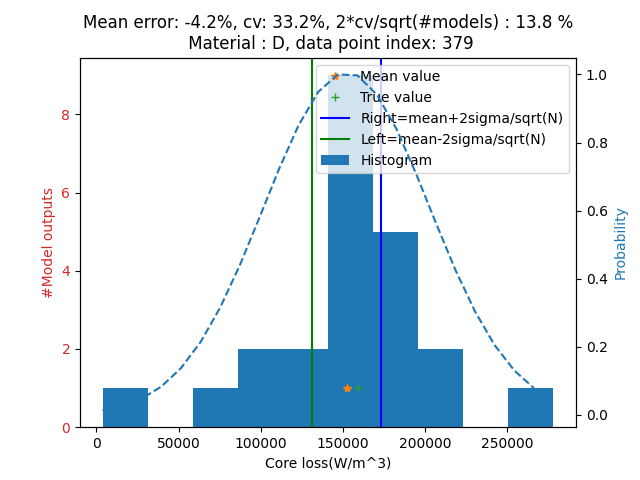 Mean error: -4.2%, cv: 33.2%, 2*cv/sqrt(#models) : 13.8 %
Material : D, data point index: 379
Mean value
True value
Right=mean+2sigma/sqrt(N)
Left=mean-2sigma/sqrt(N)
Histogram
#Model outputs
8
6
4
2
0
1.0
0.8
0.6
0.4
0.2
0.0
Probability
0
50000
100000
150000
200000
250000
Core loss(W/m^3)